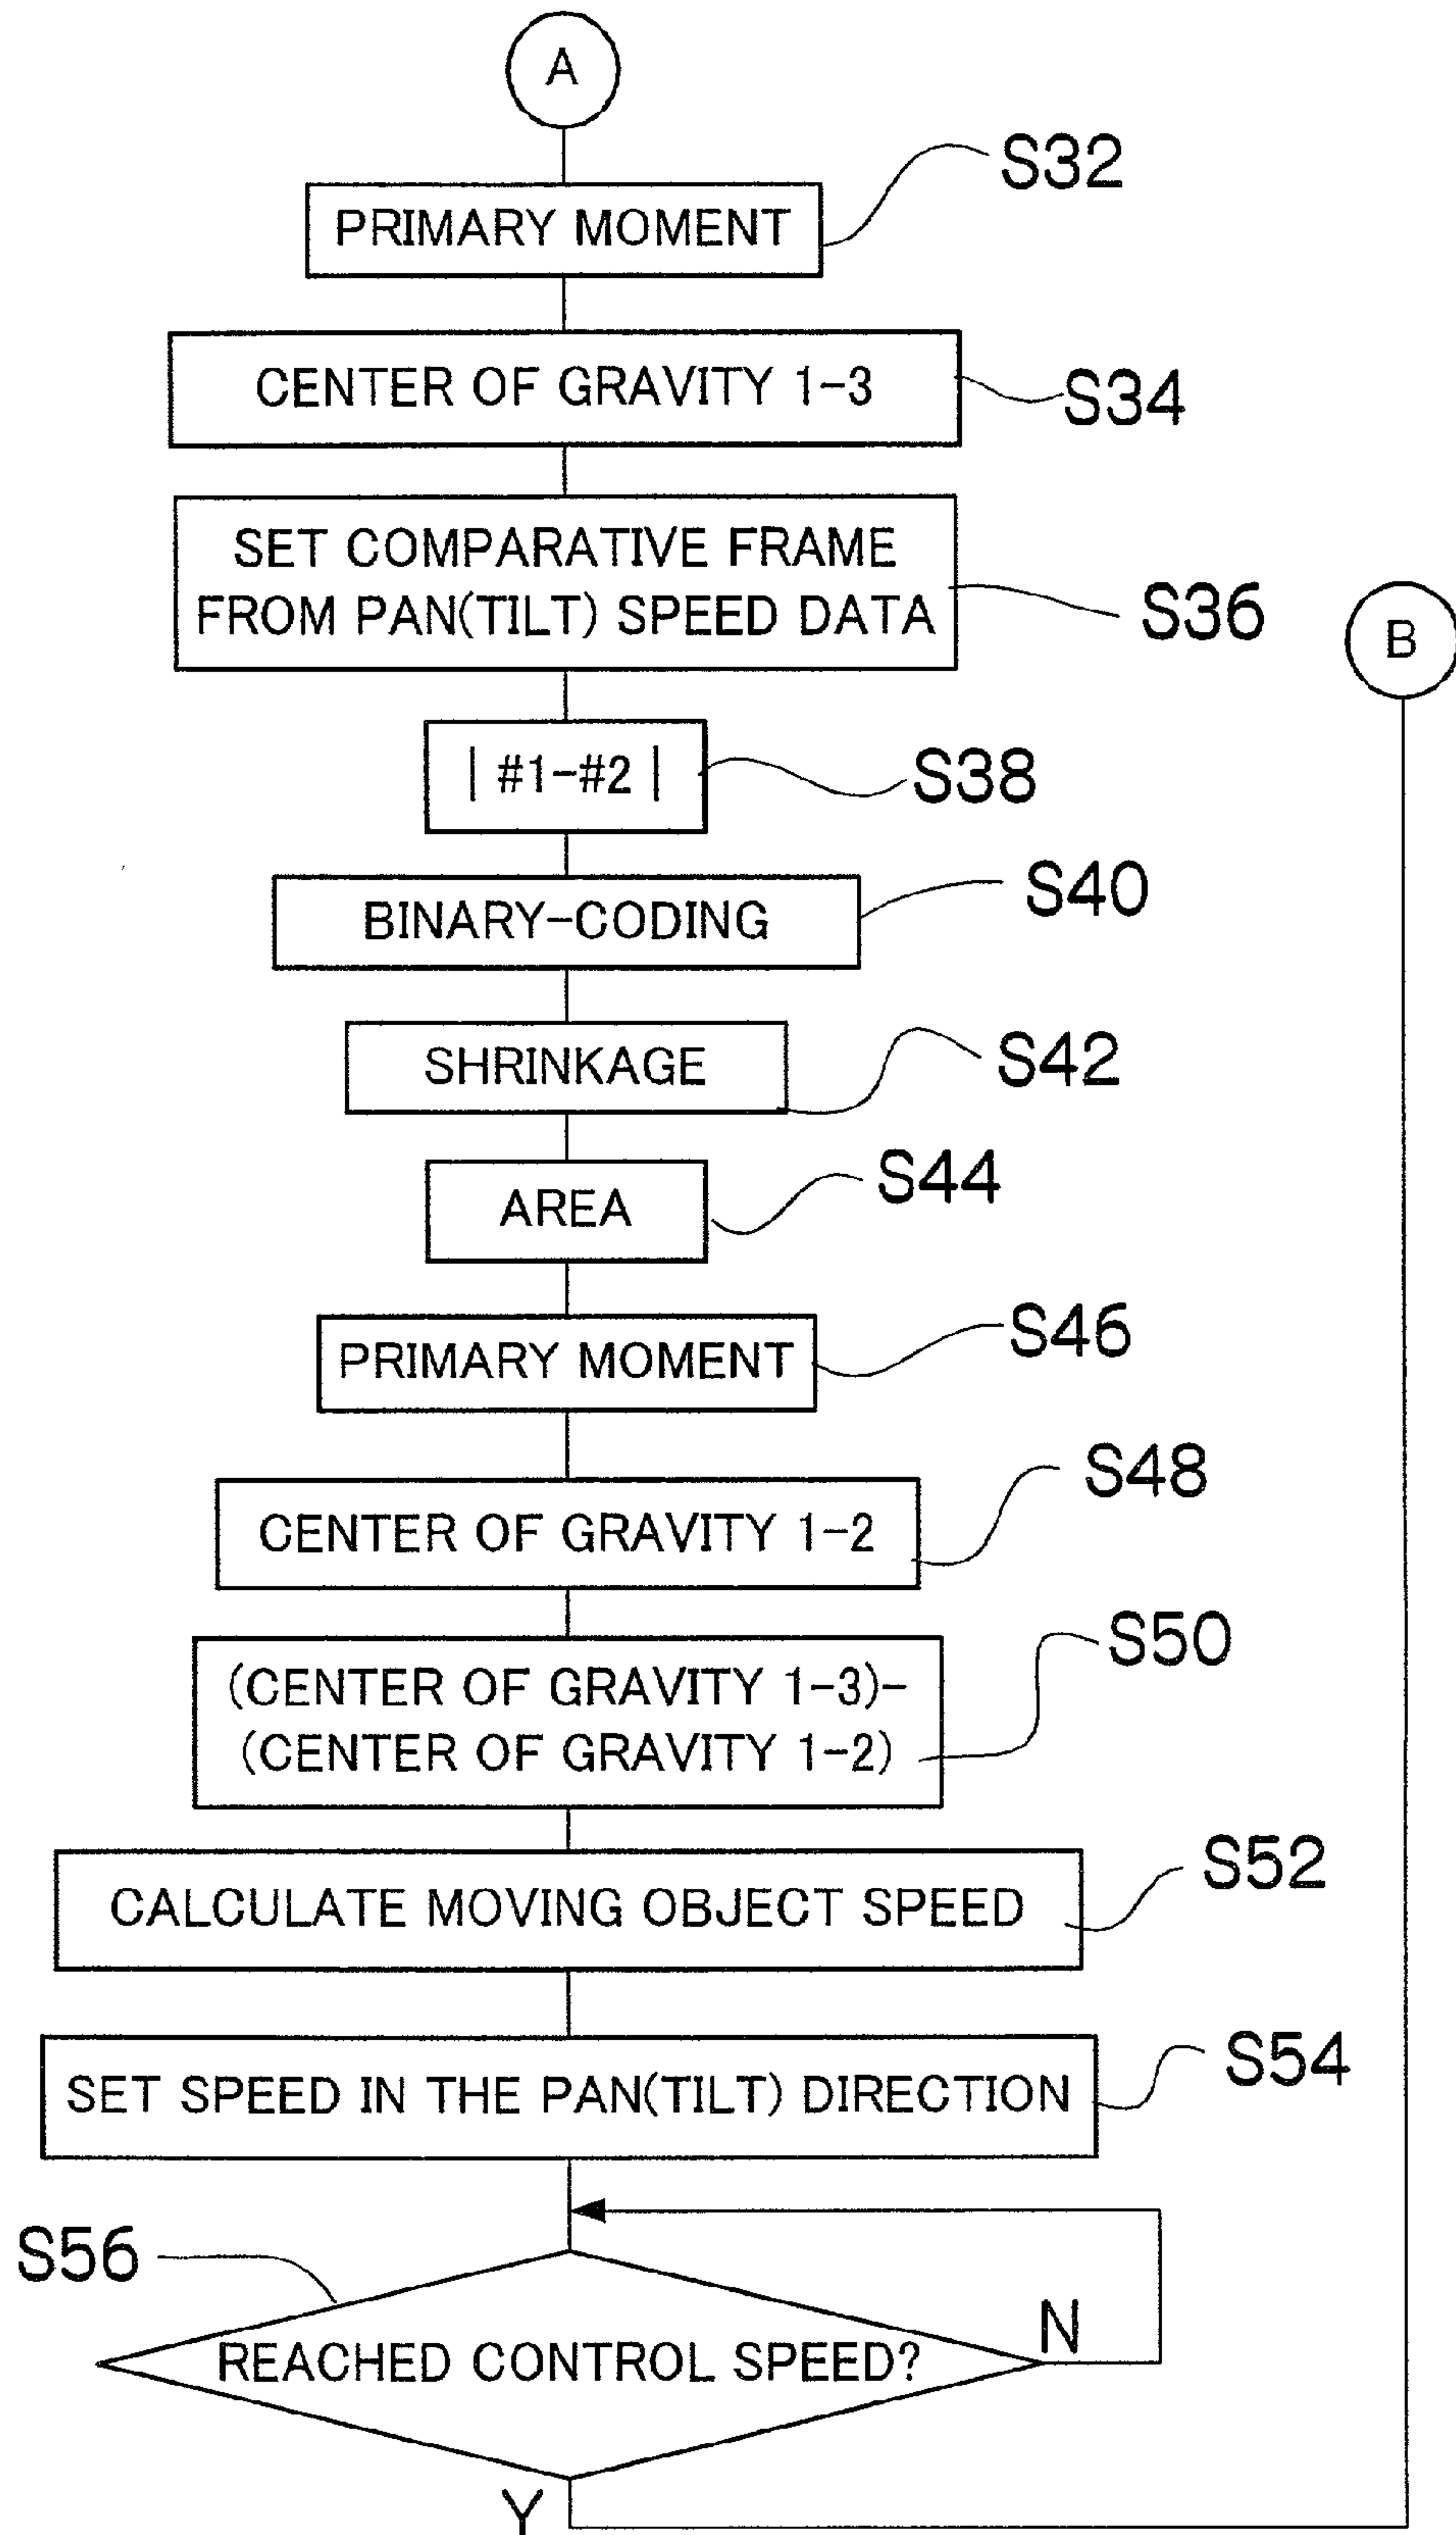 A
S32
PRIMARY MOMENT
CENTER OF GRAVITY 1-3
S34
SET COMPARATIVE FRAME
FROM PAN(TILT) SPEED DATA
S36
B
| #1-#2 |
S38
BINARY-CODING
S40
SHRINKAGE
S42
AREA
S44
PRIMARY MOMENT
S46
CENTER OF GRAVITY 1-2
S48
(CENTER OF GRAVITY 1-3)-
(CENTER OF GRAVITY 1-2)
S50
CALCULATE MOVING OBJECT SPEED
S52
SET SPEED IN THE PAN(TILT) DIRECTION
S54
S56
REACHED CONTROL SPEED?
N
Y